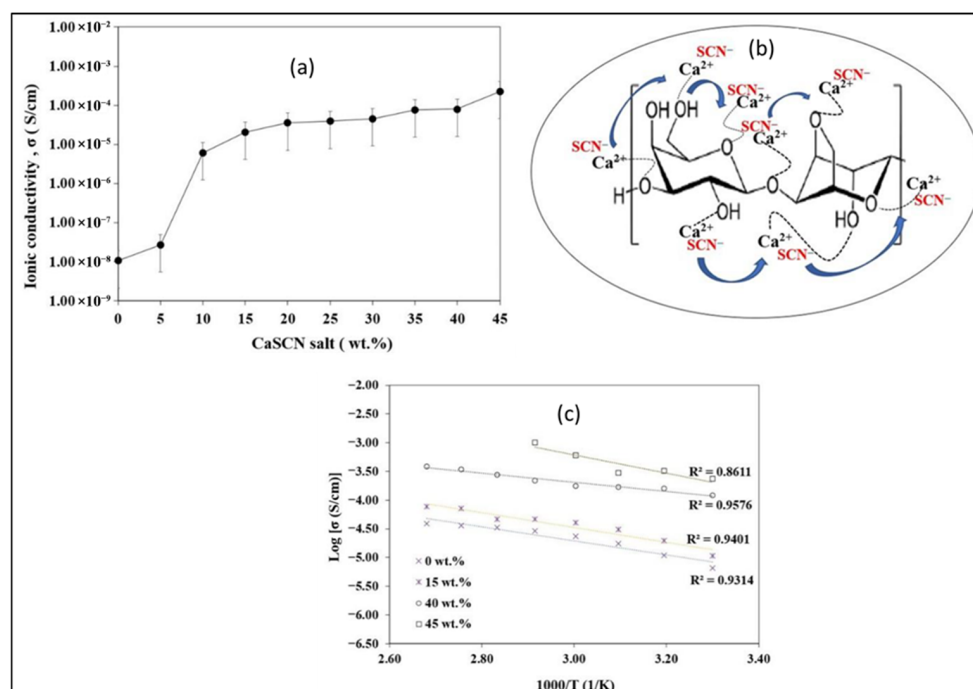 (a)
Ionic conductivity , σ ( S/cm)
1.00 ×10⁻²
1.00 ×10⁻³
1.00 ×10⁻⁴
1.00 ×10⁻⁵
1.00 ×10⁻⁶
1.00 ×10⁻⁷
1.00 ×10⁻⁸
1.00 ×10⁻⁹
0 5 10 15 20 25 30 35 40 45
CaSCN salt ( wt.%)
(b)
SCN⁻
Ca²⁺
SCN⁻
Ca²⁺
SCN⁻
Ca²⁺
OH OH
SCN⁻
Ca²⁺
SCN⁻
Ca²⁺
O
O
H O
O
O
O
Ca²⁺
SCN⁻
OH
HO
Ca²⁺
SCN⁻
Ca²⁺
SCN⁻
(c)
Log [σ (S/cm)]
−2.00
−2.50
−3.00
−3.50
−4.00
−4.50
−5.00
−5.50
−6.00
−6.50
R² = 0.8611
R² = 0.9576
R² = 0.9401
R² = 0.9314
0 wt.%
15 wt.%
40 wt.%
45 wt.%
2.60 2.80 3.00 3.20 3.40
1000/T (1/K)